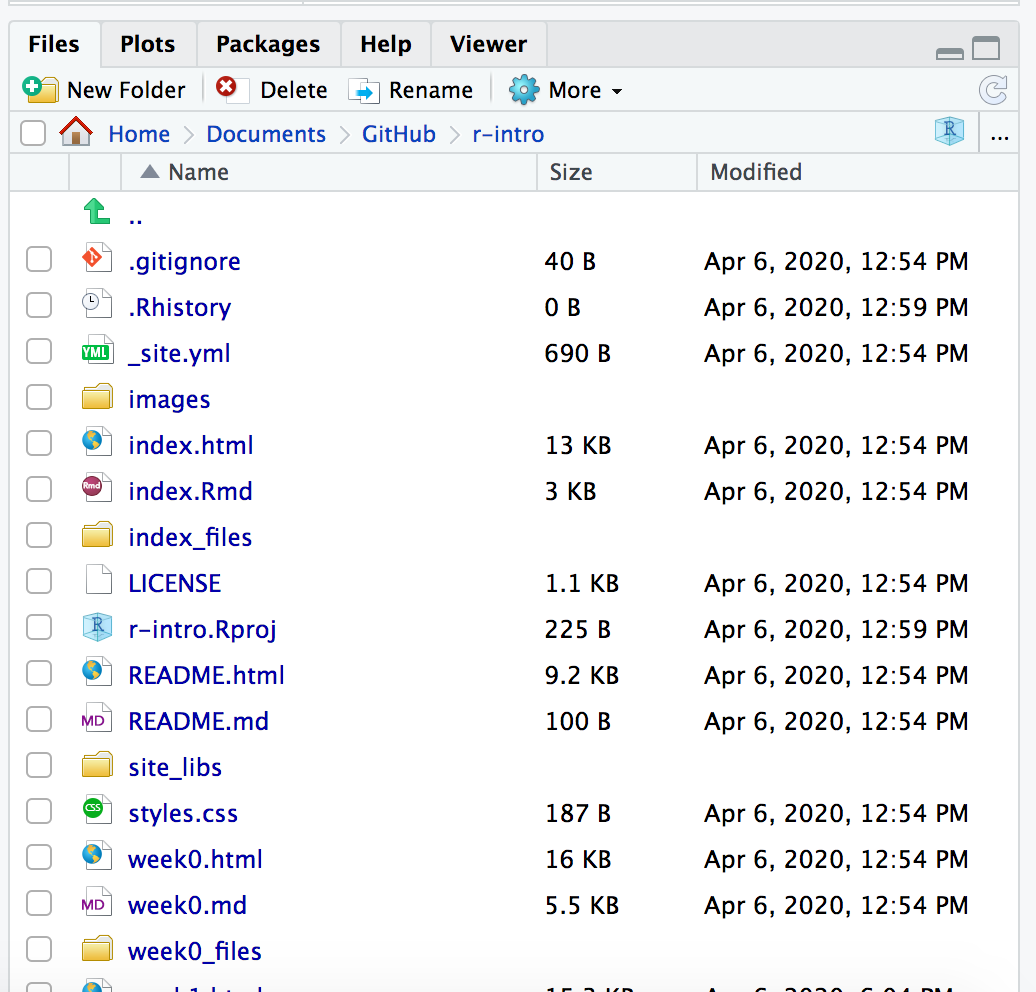 Files Plots Packages Help Viewer
New Folder Delete Rename More
Home Documents GitHub r-intro R ...
Name Size Modified
..
.gitignore 40 B Apr 6, 2020, 12:54 PM
.Rhistory 0 B Apr 6, 2020, 12:59 PM
YML _site.yml 690 B Apr 6, 2020, 12:54 PM
images
index.html 13 KB Apr 6, 2020, 12:54 PM
Rmd index.Rmd 3 KB Apr 6, 2020, 12:54 PM
index_files
LICENSE 1.1 KB Apr 6, 2020, 12:54 PM
R r-intro.Rproj 225 B Apr 6, 2020, 12:59 PM
README.html 9.2 KB Apr 6, 2020, 12:54 PM
MD README.md 100 B Apr 6, 2020, 12:54 PM
site_libs
CSS styles.css 187 B Apr 6, 2020, 12:54 PM
week0.html 16 KB Apr 6, 2020, 12:54 PM
MD week0.md 5.5 KB Apr 6, 2020, 12:54 PM
week0_files